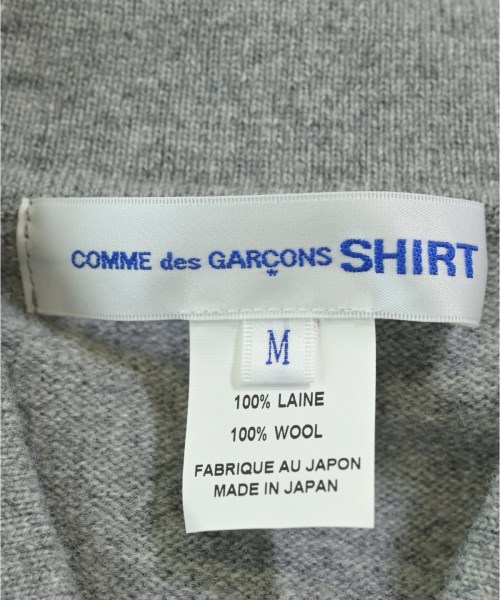 COMME des GARÇONS SHIRT
M
100% LAINE
100% WOOL
FABRIQUE AU JAPON
MADE IN JAPAN